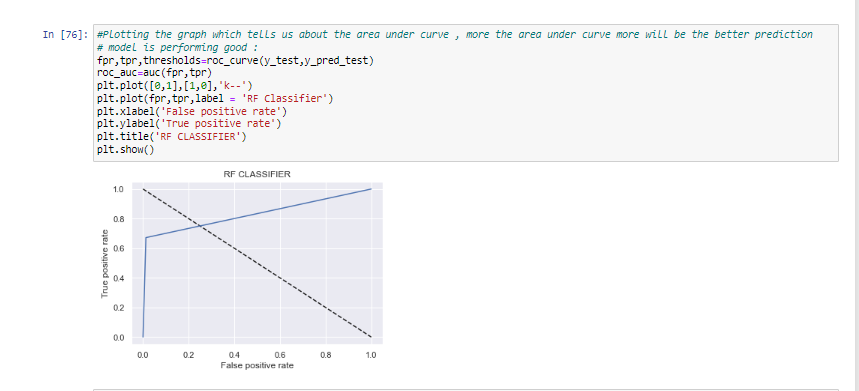 In [76]: #Plotting the graph which tells us about the area under curve , more the area under curve more will be the better prediction
# model is performing good :
fpr,tpr,thresholds=roc_curve(y_test,y_pred_test)
roc_auc=auc(fpr,tpr)
plt.plot([0,1],[1,0],'k--')
plt.plot(fpr,tpr,label = 'RF Classifier')
plt.xlabel('False positive rate')
plt.ylabel('True positive rate')
plt.title('RF CLASSIFIER')
plt.show()
RF CLASSIFIER
1.0
0.8
0.6
0.4
0.2
0.0
True positive rate
0.0 0.2 0.4 0.6 0.8 1.0
False positive rate